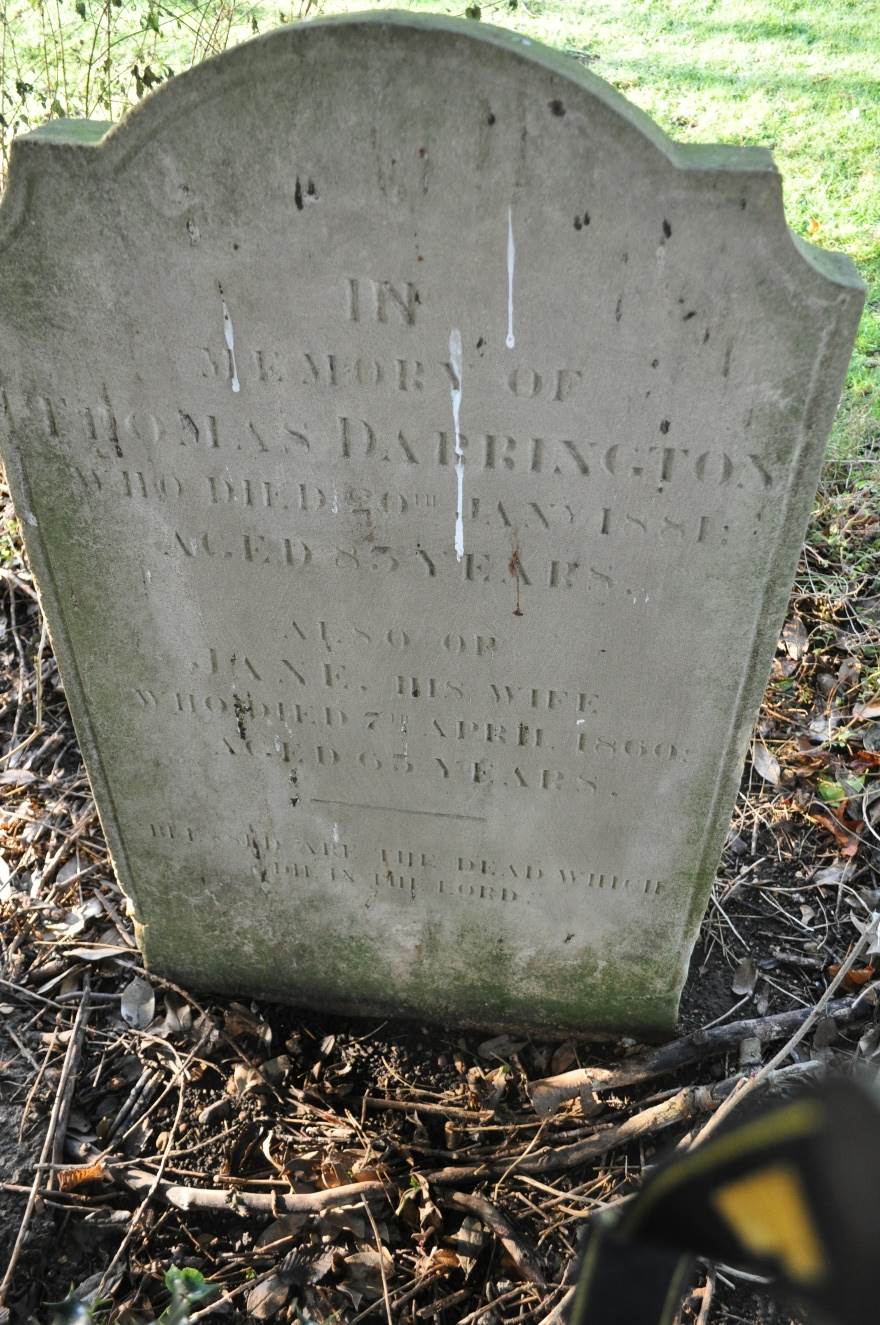 IN
MEMORY OF
THOMAS DARRINGTON
WHO DIED 20TH JANY 1881:
AGED 83 YEARS.
ALSO OF
JANE, HIS WIFE
WHO DIED 7TH APRIL 1860:
AGED 63 YEARS.
BLESSED ARE THE DEAD WHICH
DIE IN THE LORD.